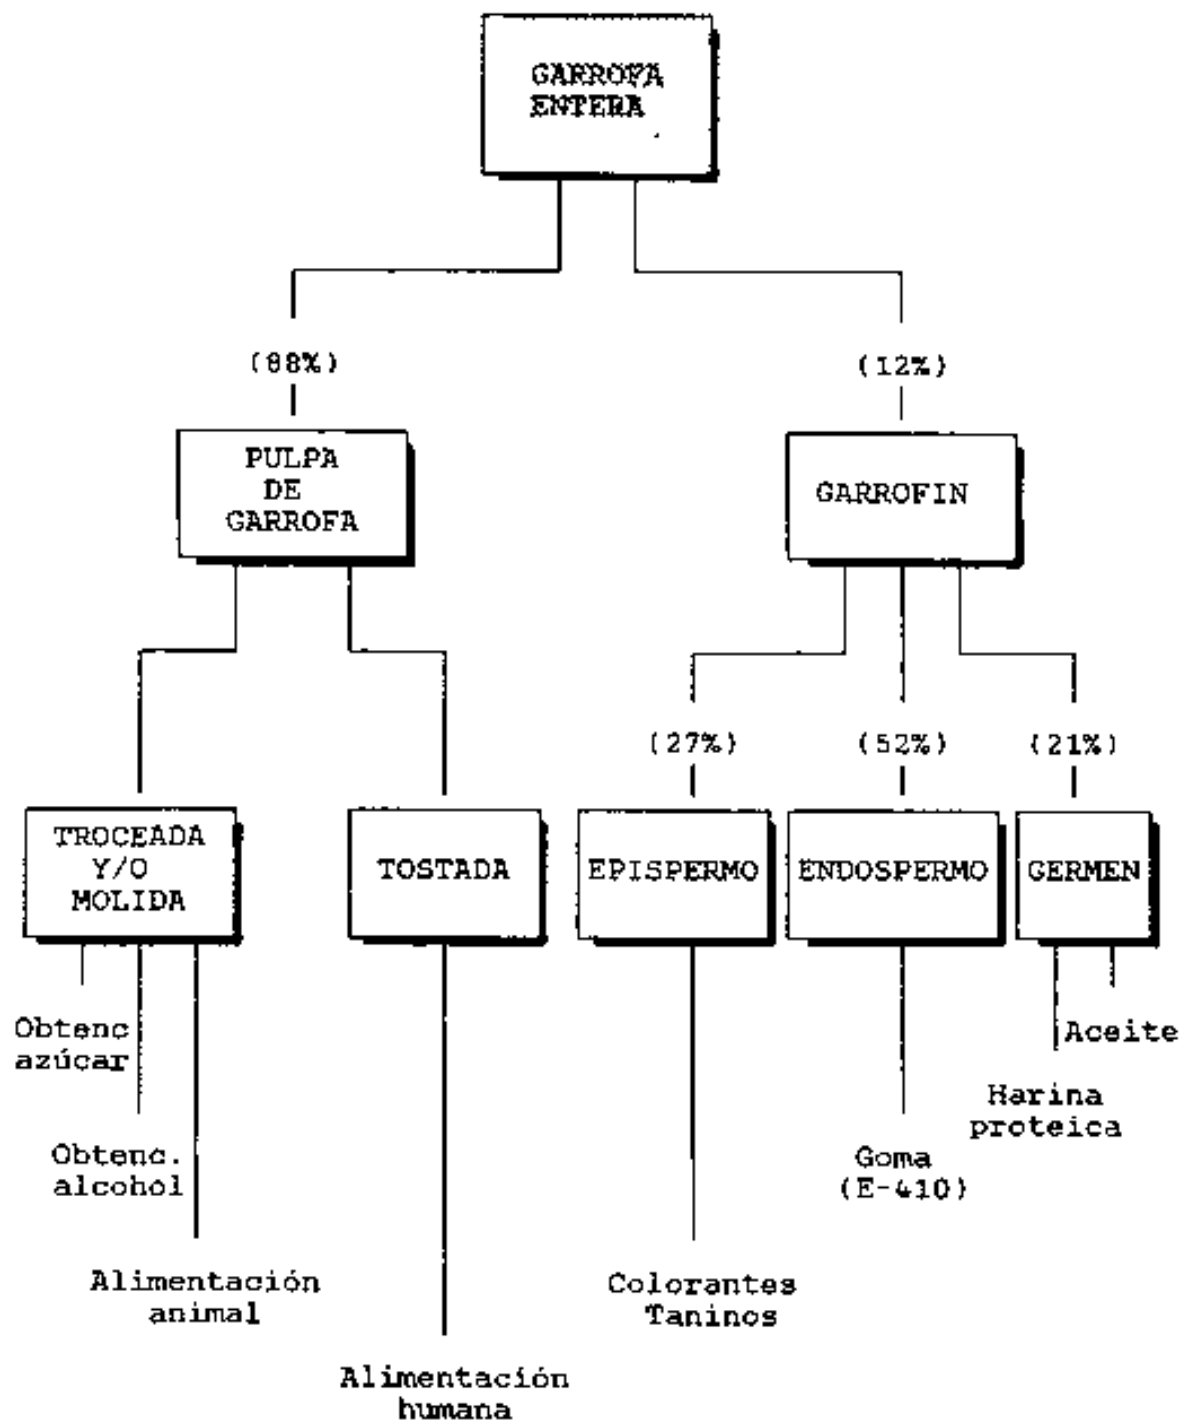 GARROFA
ENTERA
(88%)
(12%)
PULPA
DE
GARROFA
GARROFIN
(27%)
(52%)
(21%)
TROCEADA
Y/O
MOLIDA
TOSTADA
EPISPERMO
ENDOSPERMO
GERMEN
Obtenc
azúcar
Aceite
Harina
proteica
Obtenc.
alcohol
Goma
(E-410)
Alimentación
animal
Colorantes
Taninos
Alimentación
humana